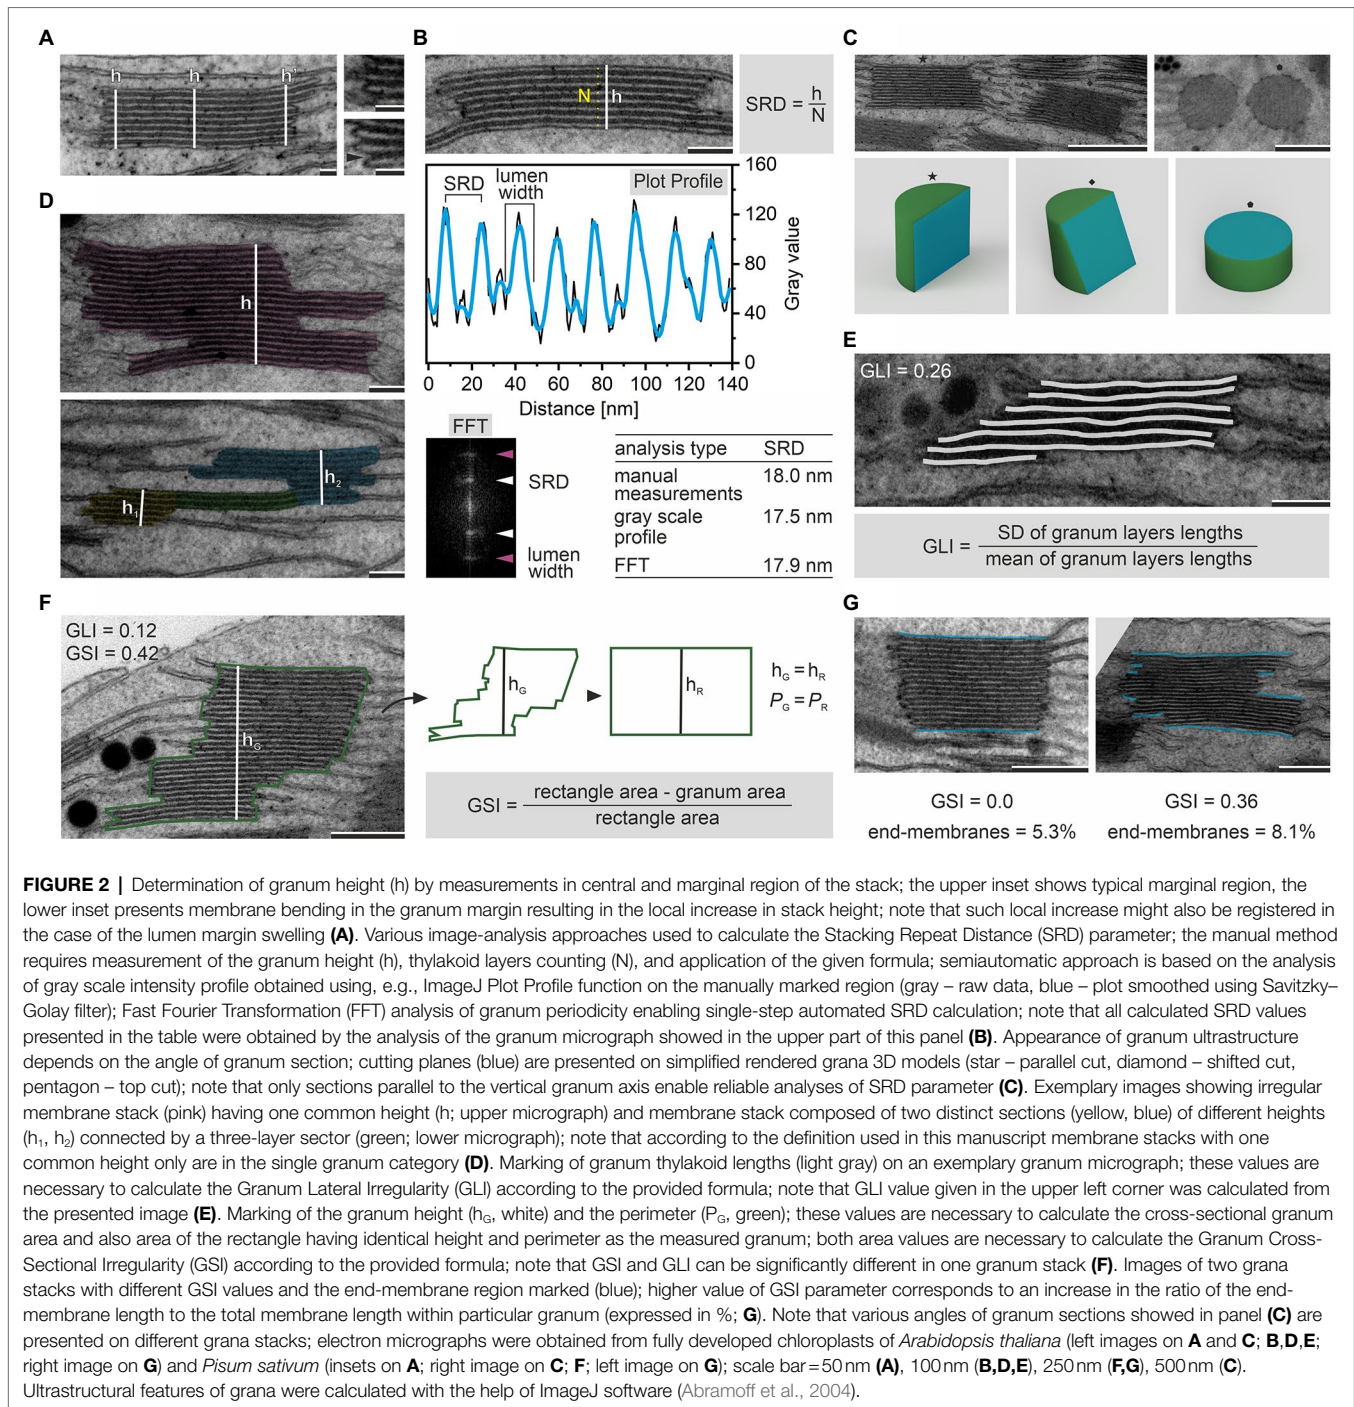 A
h
h
h'
B
N
h
SRD = h
N
C
D
h
h1
h2
SRD
lumen
width
Plot Profile
160
120
80
40
0
Gray value
0 20 40 60 80 100 120 140
Distance [nm]
FFT
SRD
lumen
width
analysis type SRD
manual
measurements 18.0 nm
gray scale
profile 17.5 nm
FFT 17.9 nm
E
GLI = 0.26
GLI = SD of granum layers lengths
mean of granum layers lengths
F
GLI = 0.12
GSI = 0.42
hG
hG
hR
hG = hR
PG = PR
GSI = rectangle area - granum area
rectangle area
G
GSI = 0.0
end-membranes = 5.3%
GSI = 0.36
end-membranes = 8.1%
FIGURE 2 | Determination of granum height (h) by measurements in central and marginal region of the stack; the upper inset shows typical marginal region, the
lower inset presents membrane bending in the granum margin resulting in the local increase in stack height; note that such local increase might also be registered in
the case of the lumen margin swelling (A). Various image-analysis approaches used to calculate the Stacking Repeat Distance (SRD) parameter; the manual method
requires measurement of the granum height (h), thylakoid layers counting (N), and application of the given formula; semiautomatic approach is based on the analysis
of gray scale intensity profile obtained using, e.g., ImageJ Plot Profile function on the manually marked region (gray – raw data, blue – plot smoothed using Savitzky–
Golay filter); Fast Fourier Transformation (FFT) analysis of granum periodicity enabling single-step automated SRD calculation; note that all calculated SRD values
presented in the table were obtained by the analysis of the granum micrograph showed in the upper part of this panel (B). Appearance of granum ultrastructure
depends on the angle of granum section; cutting planes (blue) are presented on simplified rendered grana 3D models (star – parallel cut, diamond – shifted cut,
pentagon – top cut); note that only sections parallel to the vertical granum axis enable reliable analyses of SRD parameter (C). Exemplary images showing irregular
membrane stack (pink) having one common height (h; upper micrograph) and membrane stack composed of two distinct sections (yellow, blue) of different heights
(h1, h2) connected by a three-layer sector (green; lower micrograph); note that according to the definition used in this manuscript membrane stacks with one
common height only are in the single granum category (D). Marking of granum thylakoid lengths (light gray) on an exemplary granum micrograph; these values are
necessary to calculate the Granum Lateral Irregularity (GLI) according to the provided formula; note that GLI value given in the upper left corner was calculated from
the presented image (E). Marking of the granum height (hG, white) and the perimeter (PG, green); these values are necessary to calculate the cross-sectional granum
area and also area of the rectangle having identical height and perimeter as the measured granum; both area values are necessary to calculate the Granum Cross-
Sectional Irregularity (GSI) according to the provided formula; note that GSI and GLI can be significantly different in one granum stack (F). Images of two grana
stacks with different GSI values and the end-membrane region marked (blue); higher value of GSI parameter corresponds to an increase in the ratio of the end-
membrane length to the total membrane length within particular granum (expressed in %; G). Note that various angles of granum sections showed in panel (C) are
presented on different grana stacks; electron micrographs were obtained from fully developed chloroplasts of Arabidopsis thaliana (left images on A and C; B,D,E;
right image on G) and Pisum sativum (insets on A; right image on C; F; left image on G); scale bar = 50 nm (A), 100 nm (B,D,E), 250 nm (F,G), 500 nm (C).
Ultrastructural features of grana were calculated with the help of ImageJ software (Abramoff et al., 2004).